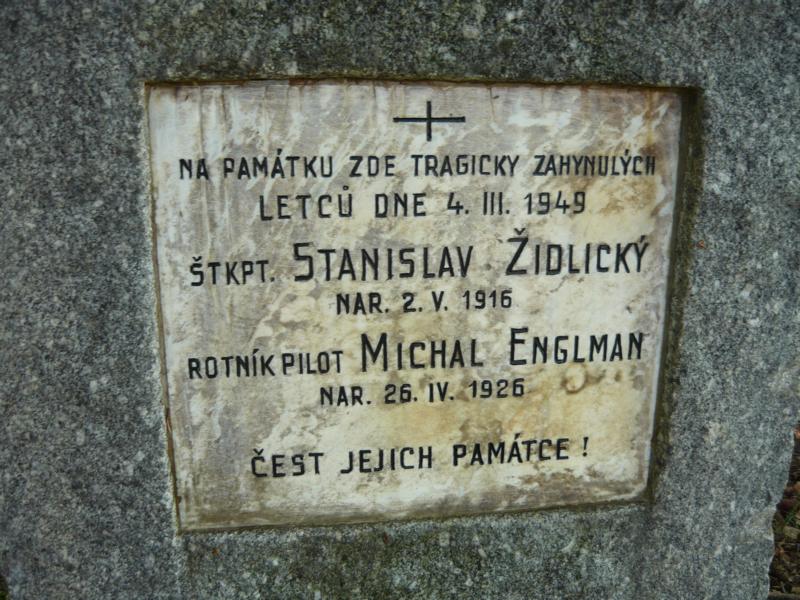 NA PAMÁTKU ZDE TRAGICKY ZAHYNULÝCH
LETCŮ DNE 4. III. 1949
ŠTKPT. STANISLAV ŽIDLICKÝ
NAR. 2. V. 1916
ROTNÍK PILOT MICHAL ENGLMAN
NAR. 26. IV. 1926
ČEST JEJICH PAMÁTCE !